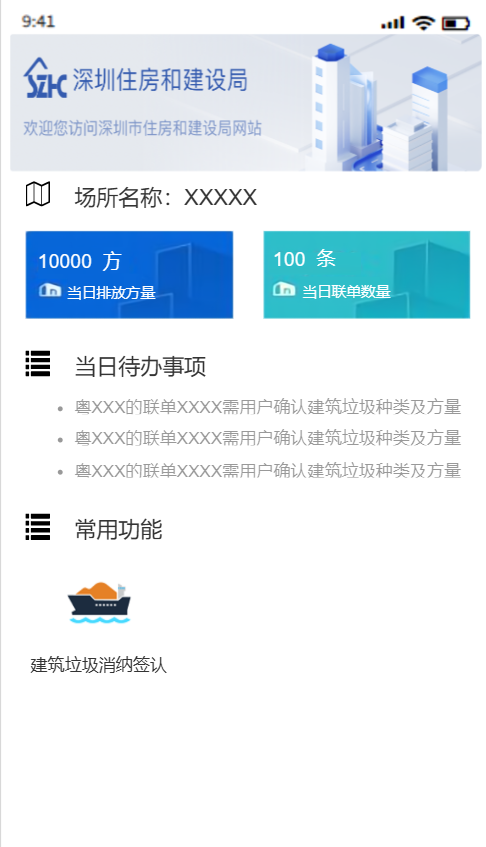 9:41
SZHC 深圳住房和建设局
欢迎您访问深圳市住房和建设局网站
场所名称：XXXXX
10000 方
当日排放方量
100 条
当日联单数量
当日待办事项
• 粤XXX的联单XXXX需用户确认建筑垃圾种类及方量
• 粤XXX的联单XXXX需用户确认建筑垃圾种类及方量
• 粤XXX的联单XXXX需用户确认建筑垃圾种类及方量
常用功能
建筑垃圾消纳签认